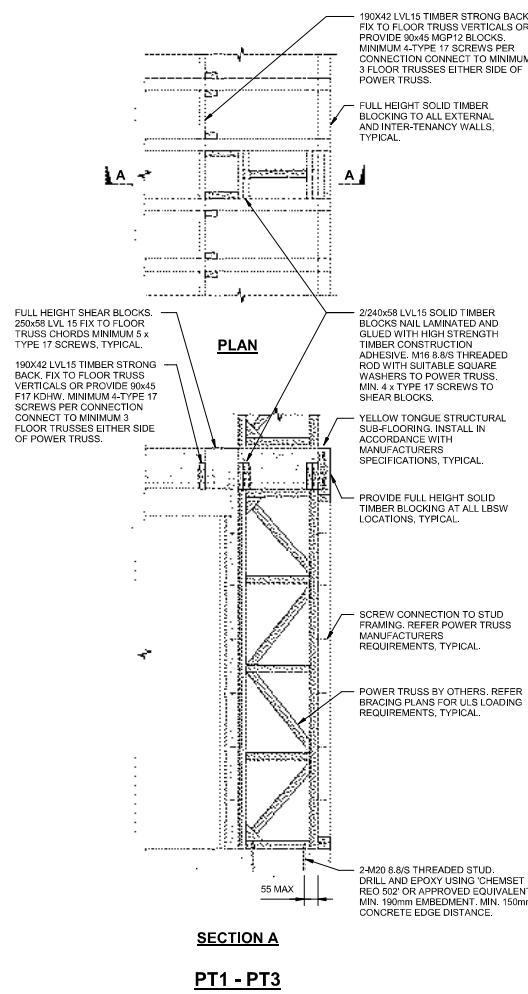 190X42 LVL15 TIMBER STRONG BACK
FIX TO FLOOR TRUSS VERTICALS OR
PROVIDE 90x45 MGP12 BLOCKS.
MINIMUM 4-TYPE 17 SCREWS PER
CONNECTION CONNECT TO MINIMUM
3 FLOOR TRUSSES EITHER SIDE OF
POWER TRUSS.
FULL HEIGHT SOLID TIMBER
BLOCKING TO ALL EXTERNAL
AND INTER-TENANCY WALLS,
TYPICAL.
A
A
PLAN
FULL HEIGHT SHEAR BLOCKS.
250x58 LVL 15 FIX TO FLOOR
TRUSS CHORDS MINIMUM 5 x
TYPE 17 SCREWS, TYPICAL.
2/240x58 LVL15 SOLID TIMBER
BLOCKS NAIL LAMINATED AND
GLUED WITH HIGH STRENGTH
TIMBER CONSTRUCTION
ADHESIVE. M16 8.8/S THREADED
ROD WITH SUITABLE SQUARE
WASHERS TO POWER TRUSS.
MIN. 4 x TYPE 17 SCREWS TO
SHEAR BLOCKS.
190X42 LVL15 TIMBER STRONG
BACK. FIX TO FLOOR TRUSS
VERTICALS OR PROVIDE 90x45
F17 KDHW. MINIMUM 4-TYPE 17
SCREWS PER CONNECTION
CONNECT TO MINIMUM 3
FLOOR TRUSSES EITHER SIDE
OF POWER TRUSS.
YELLOW TONGUE STRUCTURAL
SUB-FLOORING. INSTALL IN
ACCORDANCE WITH
MANUFACTURERS
SPECIFICATIONS, TYPICAL.
PROVIDE FULL HEIGHT SOLID
TIMBER BLOCKING AT ALL LBSW
LOCATIONS, TYPICAL.
SCREW CONNECTION TO STUD
FRAMING. REFER POWER TRUSS
MANUFACTURERS
REQUIREMENTS, TYPICAL.
POWER TRUSS BY OTHERS. REFER
BRACING PLANS FOR ULS LOADING
REQUIREMENTS, TYPICAL.
2-M20 8.8/S THREADED STUD.
DRILL AND EPOXY USING 'CHEMSET
REO 502' OR APPROVED EQUIVALENT
MIN. 190mm EMBEDMENT. MIN. 150mm
CONCRETE EDGE DISTANCE.
55 MAX
SECTION A
PT1 - PT3